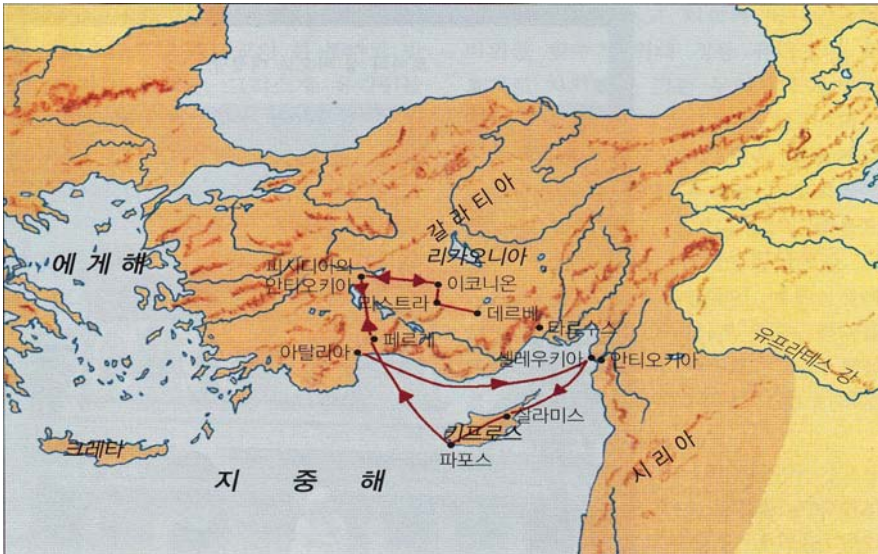 갈라티아
리카오니아
에게해
피시디아의
안티오키아
이코니온
리스트라
데르베
타르수스
페르게
아탈리아
셀레우키아
안티오키아
유프라테스 강
살라미스
키프로스
파포스
크레타
시리아
지중해